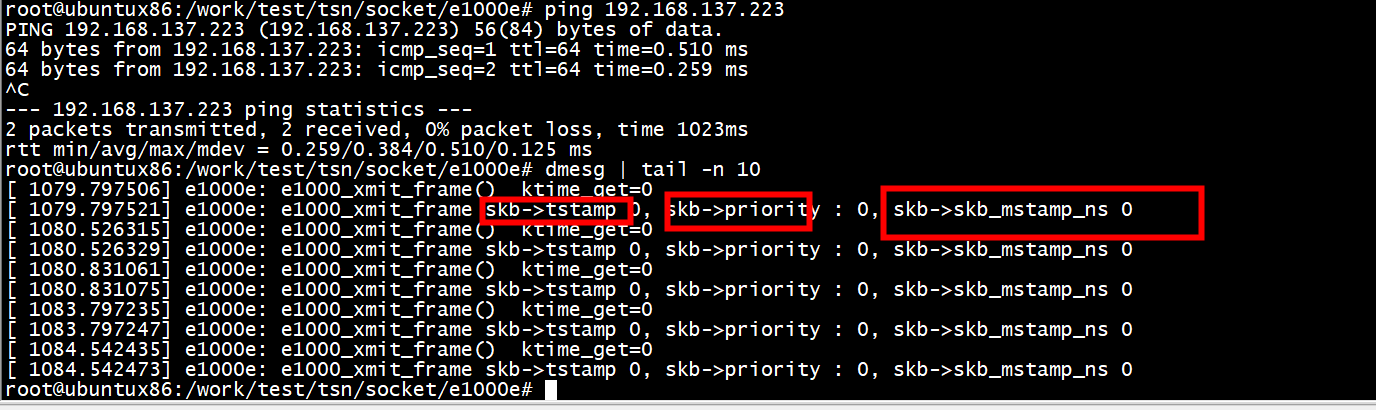 root@ubuntux86:/work/test/tsn/socket/e1000e# ping 192.168.137.223
PING 192.168.137.223 (192.168.137.223) 56(84) bytes of data.
64 bytes from 192.168.137.223: icmp_seq=1 ttl=64 time=0.510 ms
64 bytes from 192.168.137.223: icmp_seq=2 ttl=64 time=0.259 ms
^C
--- 192.168.137.223 ping statistics ---
2 packets transmitted, 2 received, 0% packet loss, time 1023ms
rtt min/avg/max/mdev = 0.259/0.384/0.510/0.125 ms
root@ubuntux86:/work/test/tsn/socket/e1000e# dmesg | tail -n 10
[ 1079.797506] e1000e: e1000_xmit_frame()  ktime_get=0
[ 1079.797521] e1000e: e1000_xmit_frame skb->tstamp 0, skb->priority : 0, skb->skb_mstamp_ns 0
[ 1080.526315] e1000e: e1000_xmit_frame()  ktime_get=0
[ 1080.526329] e1000e: e1000_xmit_frame skb->tstamp 0, skb->priority : 0, skb->skb_mstamp_ns 0
[ 1080.831061] e1000e: e1000_xmit_frame()  ktime_get=0
[ 1080.831075] e1000e: e1000_xmit_frame skb->tstamp 0, skb->priority : 0, skb->skb_mstamp_ns 0
[ 1083.797235] e1000e: e1000_xmit_frame()  ktime_get=0
[ 1083.797247] e1000e: e1000_xmit_frame skb->tstamp 0, skb->priority : 0, skb->skb_mstamp_ns 0
[ 1084.542435] e1000e: e1000_xmit_frame()  ktime_get=0
[ 1084.542473] e1000e: e1000_xmit_frame skb->tstamp 0, skb->priority : 0, skb->skb_mstamp_ns 0
root@ubuntux86:/work/test/tsn/socket/e1000e#